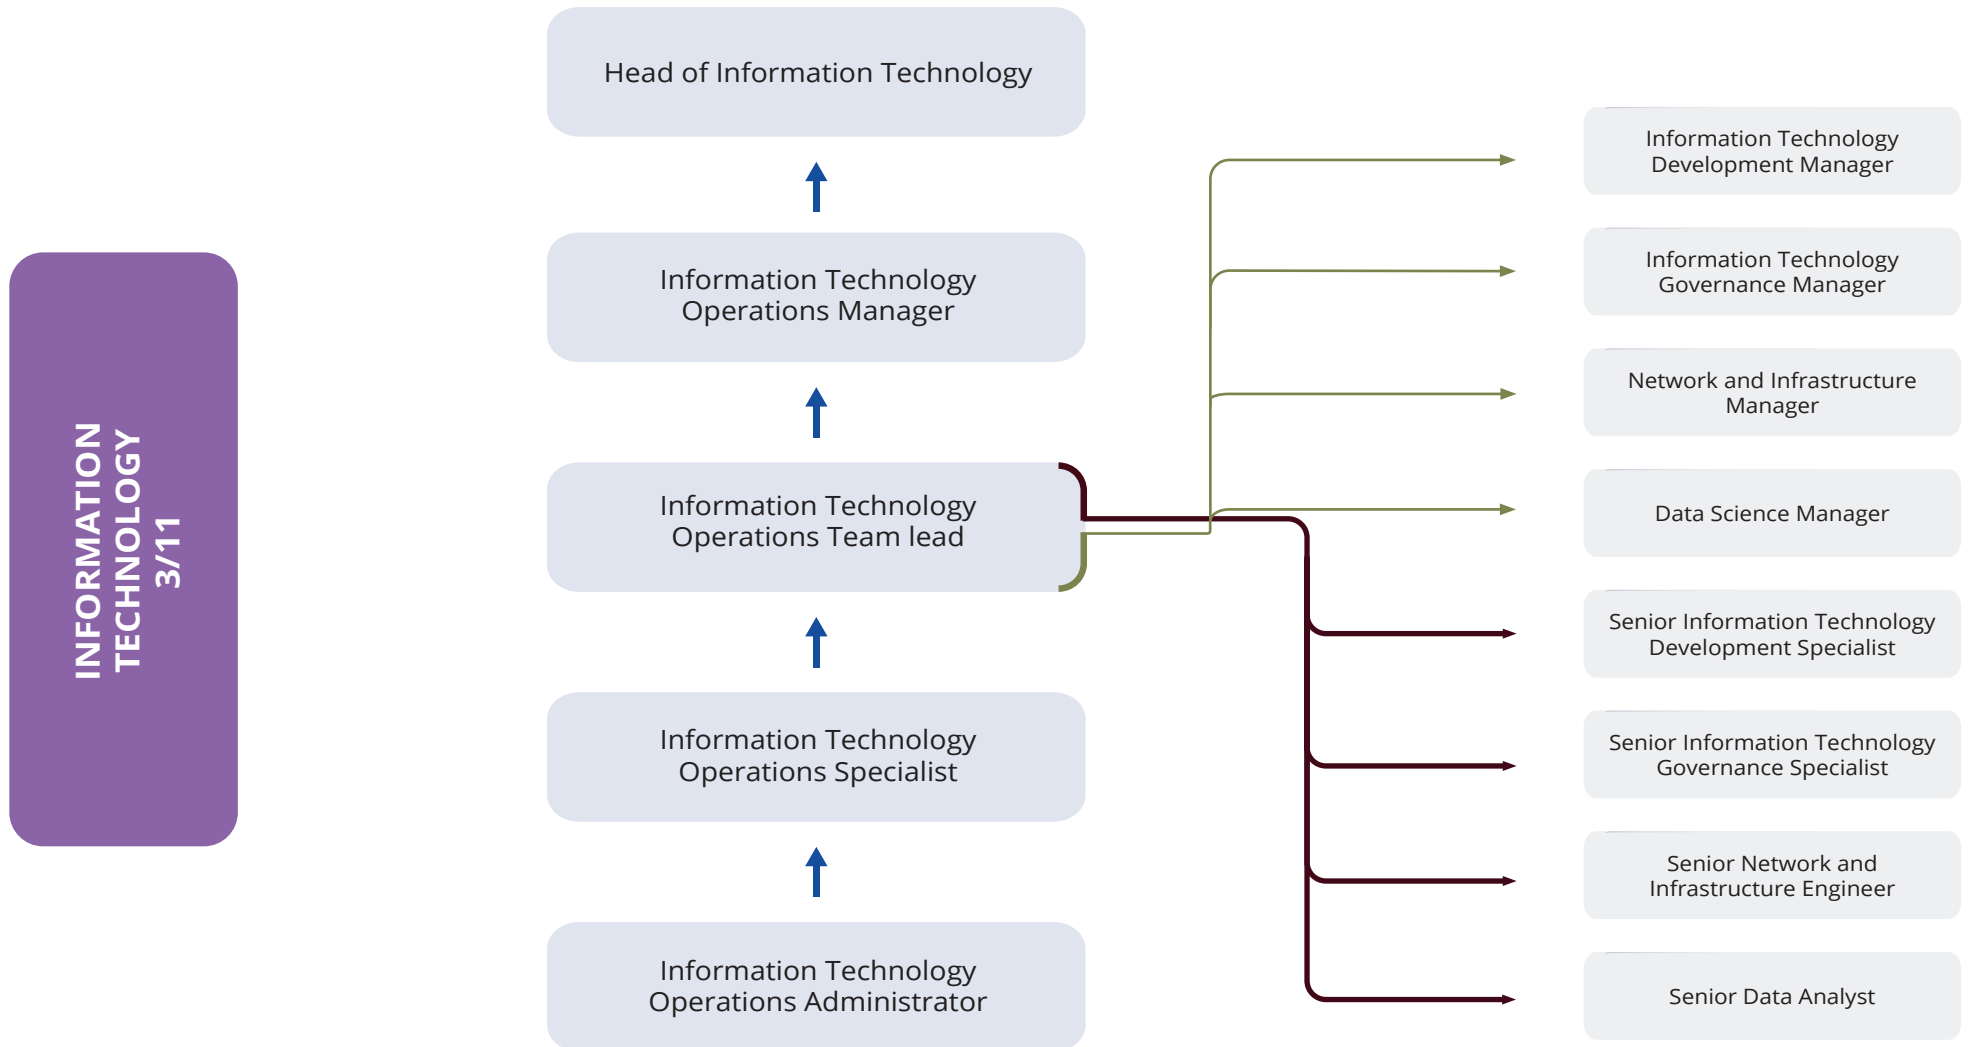 INFORMATION
TECHNOLOGY
3/11
Head of Information Technology
Information Technology
Operations Manager
Information Technology
Operations Team lead
Information Technology
Operations Specialist
Information Technology
Operations Administrator
Information Technology
Development Manager
Information Technology
Governance Manager
Network and Infrastructure
Manager
Data Science Manager
Senior Information Technology
Development Specialist
Senior Information Technology
Governance Specialist
Senior Network and
Infrastructure Engineer
Senior Data Analyst